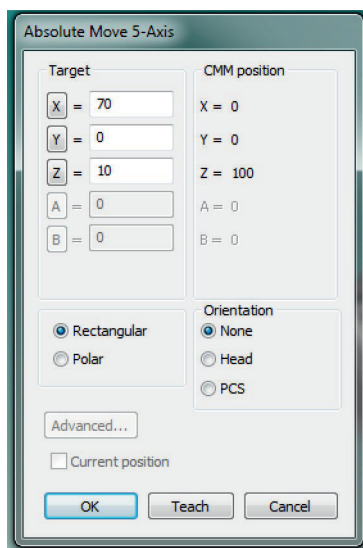 Absolute Move 5-Axis
Target
X = 70
Y = 0
Z = 10
A = 0
B = 0
CMM position
X = 0
Y = 0
Z = 100
A = 0
B = 0
Rectangular
Polar
Orientation
None
Head
PCS
Advanced...
Current position
OK Teach Cancel